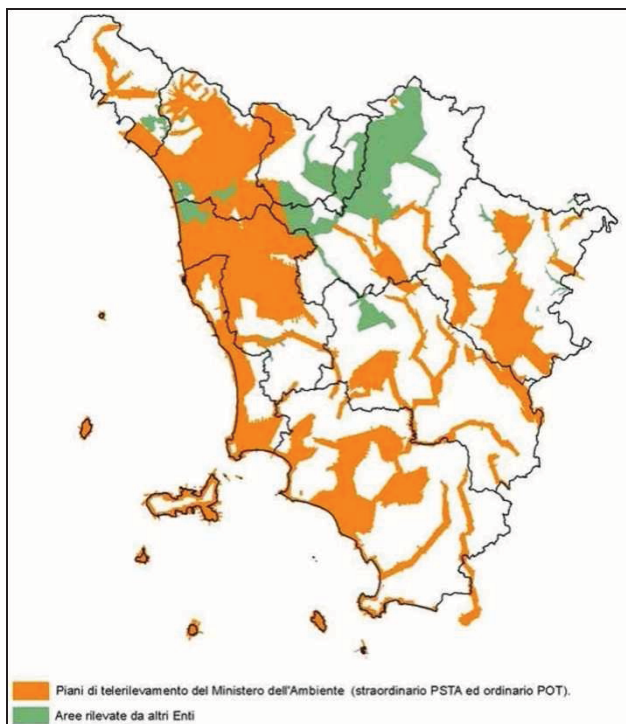 Piani di telerilevamento del Ministero dell'Ambiente (straordinario PSTA ed ordinario POT).
Aree rilevate da altri Enti